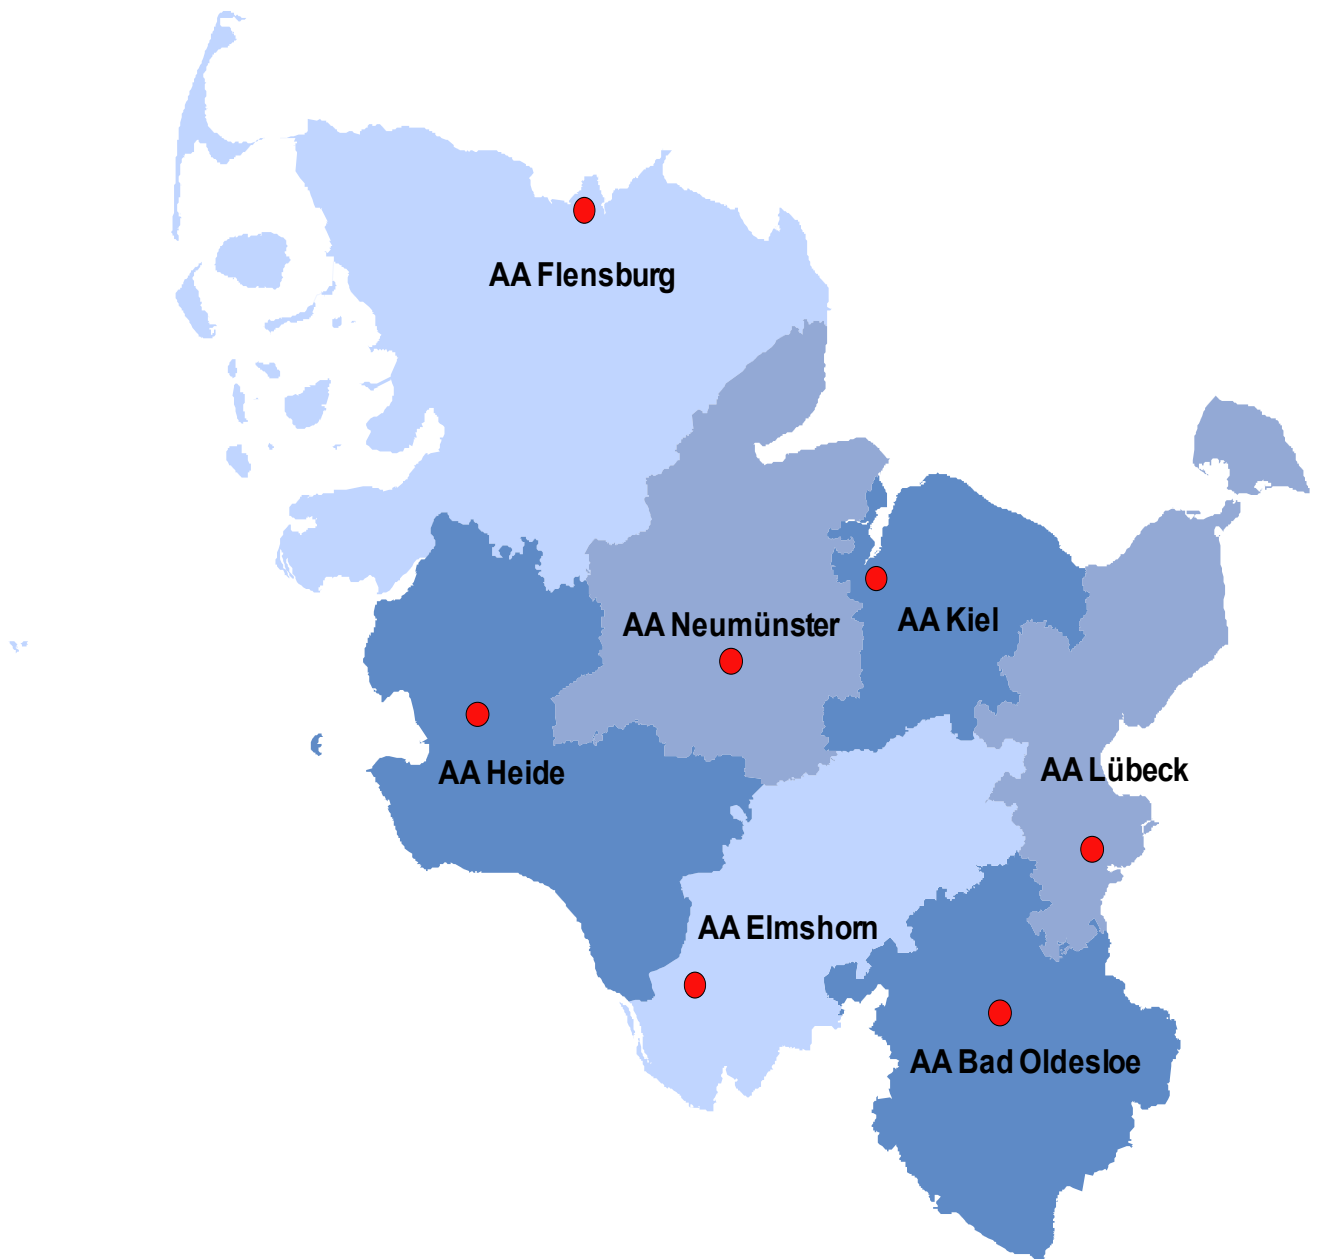 AA Flensburg
AA Neumünster
AA Kiel
AA Heide
AA Lübeck
AA Elmshorn
AA Bad Oldesloe